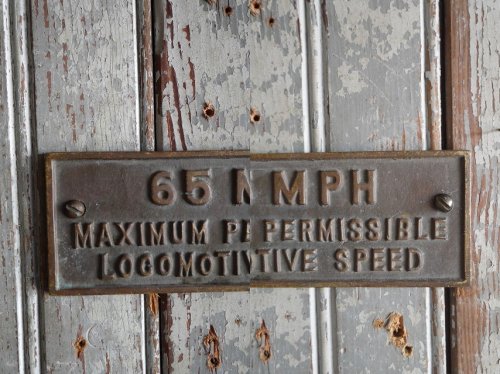 65 M MPH
MAXIMUM PE PERMISSIBLE
LOCOMOTIVTIVE SPEED